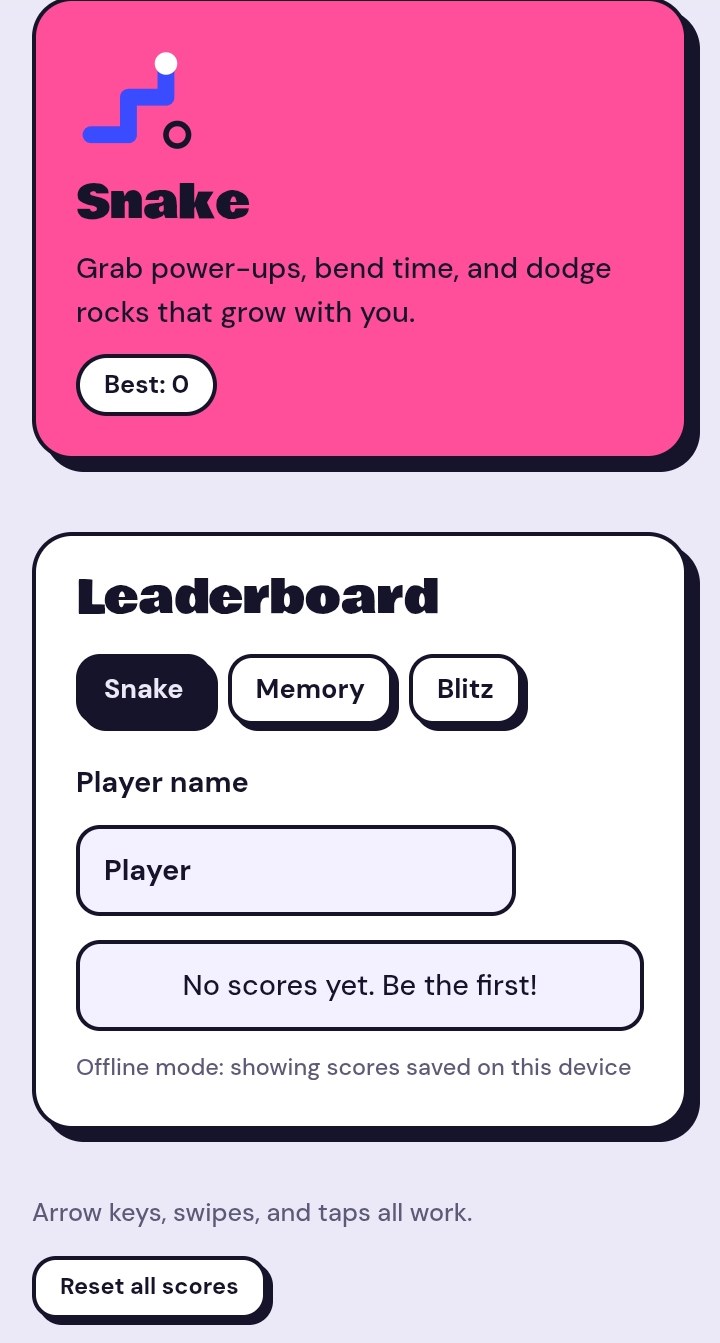 Snake
Grab power-ups, bend time, and dodge
rocks that grow with you.
Best: 0
Leaderboard
Snake
Memory
Blitz
Player name
Player
No scores yet. Be the first!
Offline mode: showing scores saved on this device
Arrow keys, swipes, and taps all work.
Reset all scores